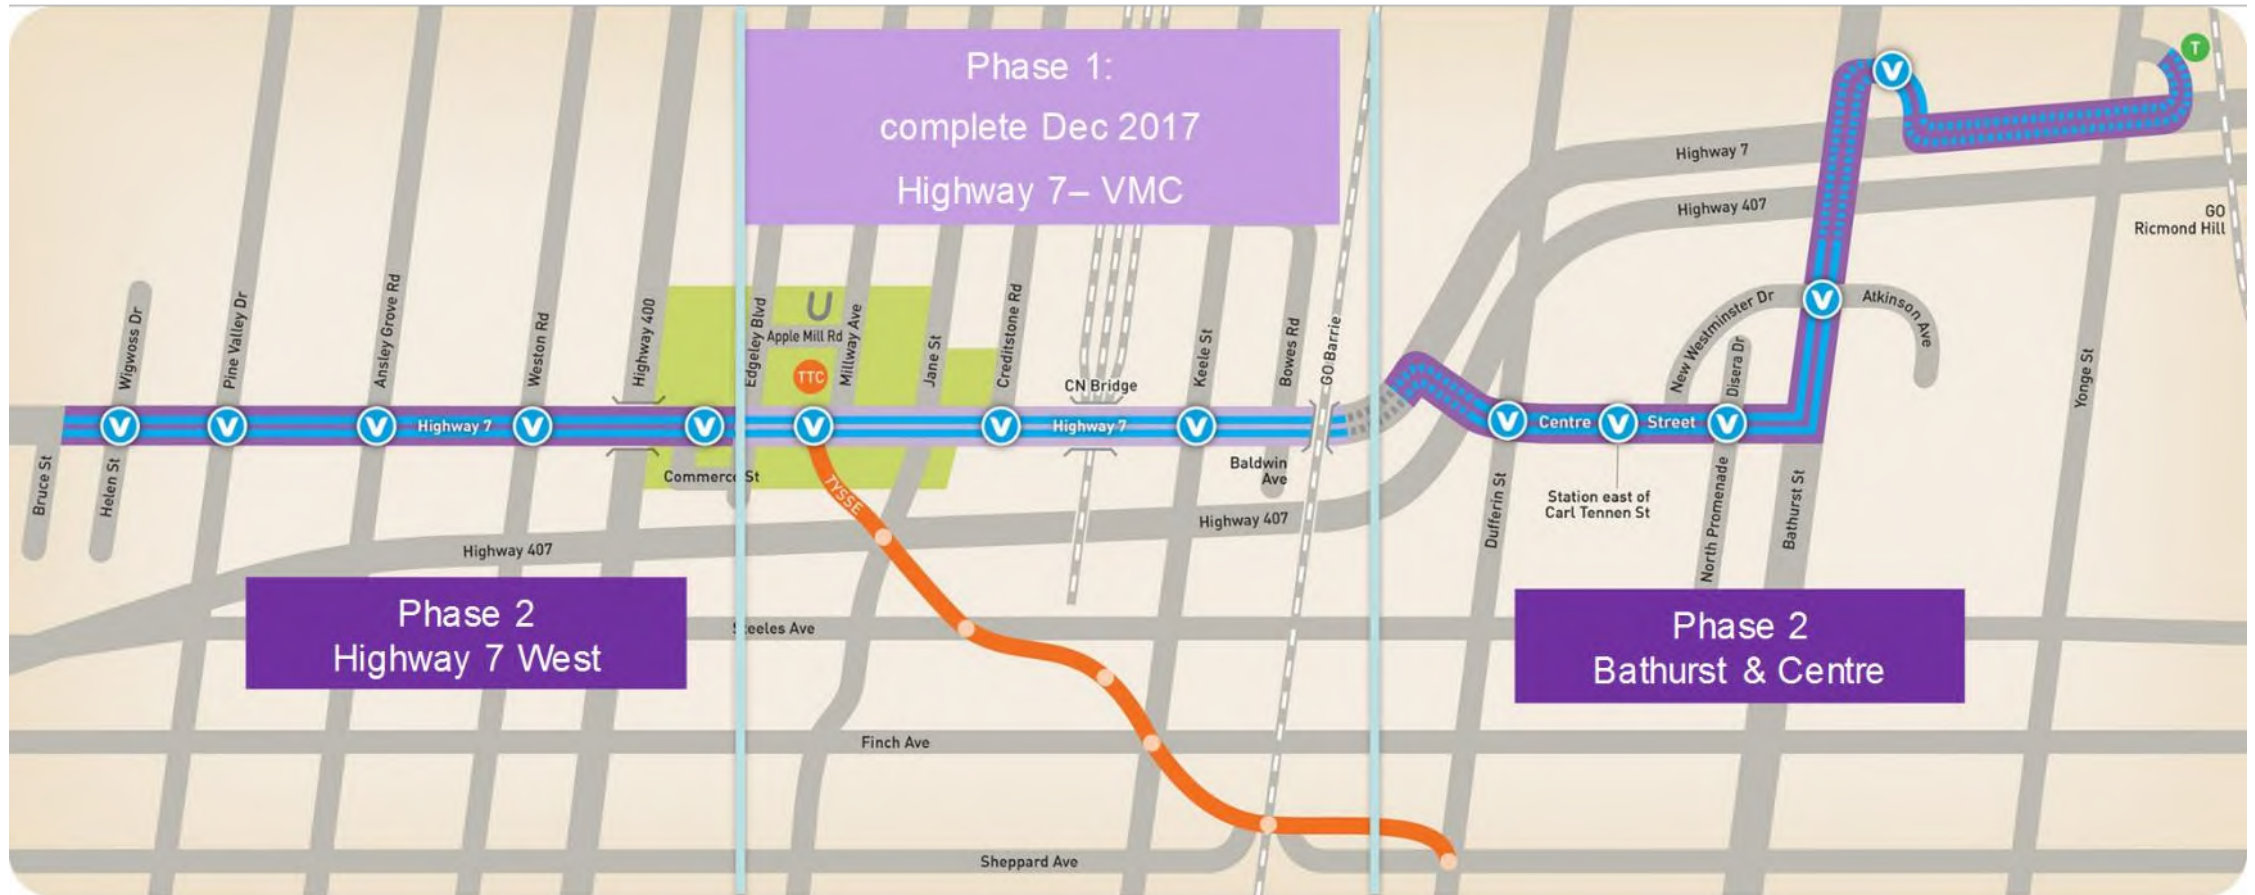 Phase 1:
complete Dec 2017
Highway 7– VMC
T
V
Highway 7
Highway 407
GO
Ricmond Hill
Wigwoss Dr
Pine Valley Dr
Ansley Grove Rd
Weston Rd
Highway 400
Edgeley Blvd
U
Apple Mill Rd
Millway Ave
TTC
Jane St
Creditstone Rd
CN Bridge
Keele St
Bowes Rd
GO Barrie
New Westminster Dr
Disera Dr
V
Atkinson Ave
Yonge St
V
V
V
Highway 7
V
V
V
V
Highway 7
V
V
Centre
V
Street
V
Bruce St
Helen St
Commerce St
TYSSE
Baldwin
Ave
Highway 407
Dufferin St
Station east of
Carl Tennen St
North Promenade
Bathurst St
Highway 407
Phase 2
Highway 7 West
Steeles Ave
Phase 2
Bathurst & Centre
Finch Ave
Sheppard Ave